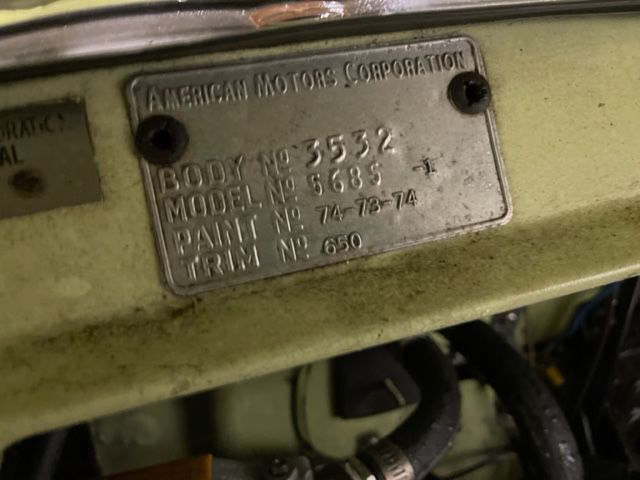 AMERICAN MOTORS CORPORATION
BODY Nº 3532
MODEL Nº 5685 -1
PAINT Nº 74-73-74
TRIM Nº 650